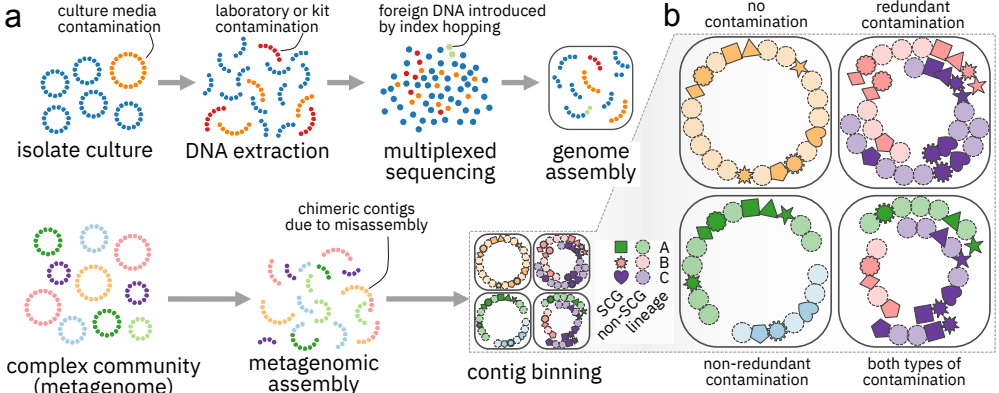 a
culture media
contamination
laboratory or kit
contamination
foreign DNA introduced
by index hopping
isolate culture
DNA extraction
multiplexed
sequencing
genome
assembly
chimeric contigs
due to misassembly
complex community
(metagenome)
metagenomic
assembly
contig binning
A
B
C
SCG
non-SCG
lineage
b
no
contamination
redundant
contamination
non-redundant
contamination
both types of
contamination